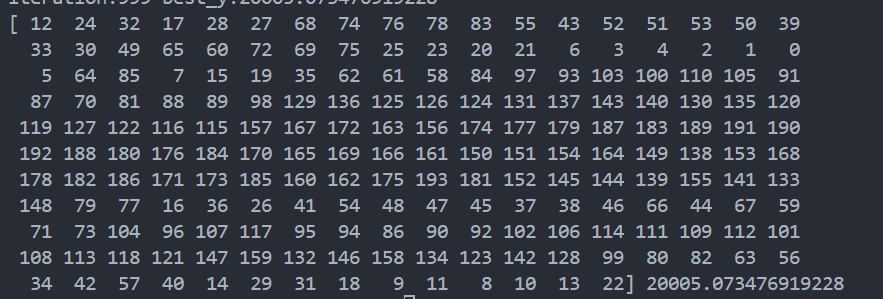 iteration:999 best_y:20005.073476919228
[ 12 24 32 17 28 27 68 74 76 78 83 55 43 52 51 53 50 39
33 30 49 65 60 72 69 75 25 23 20 21 6 3 4 2 1 0
5 64 85 7 15 19 35 62 61 58 84 97 93 103 100 110 105 91
87 70 81 88 89 98 129 136 125 126 124 131 137 143 140 130 135 120
119 127 122 116 115 157 167 172 163 156 174 177 179 187 183 189 191 190
192 188 180 176 184 170 165 169 166 161 150 151 154 164 149 138 153 168
178 182 186 171 173 185 160 162 175 193 181 152 145 144 139 155 141 133
148 79 77 16 36 26 41 54 48 47 45 37 38 46 66 44 67 59
71 73 104 96 107 117 95 94 86 90 92 102 106 114 111 109 112 101
108 113 118 121 147 159 132 146 158 134 123 142 128 99 80 82 63 56
34 42 57 40 14 29 31 18 9 11 8 10 13 22] 20005.073476919228